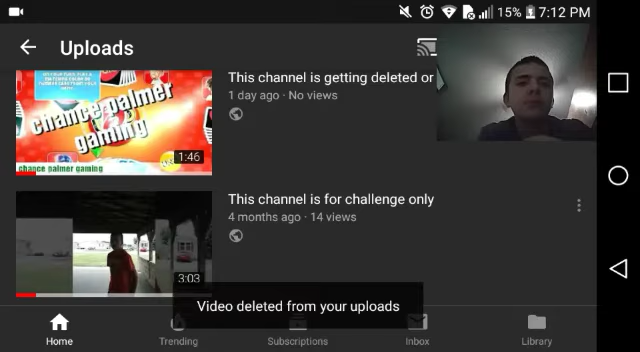 15% 7:12 PM
Uploads
chance palmer
gaming
1:46
chance palmer gaming
This channel is getting deleted or
1 day ago · No views
This channel is for challenge only
4 months ago · 14 views
3:03
Video deleted from your uploads
Home
Trending
Subscriptions
Inbox
Library